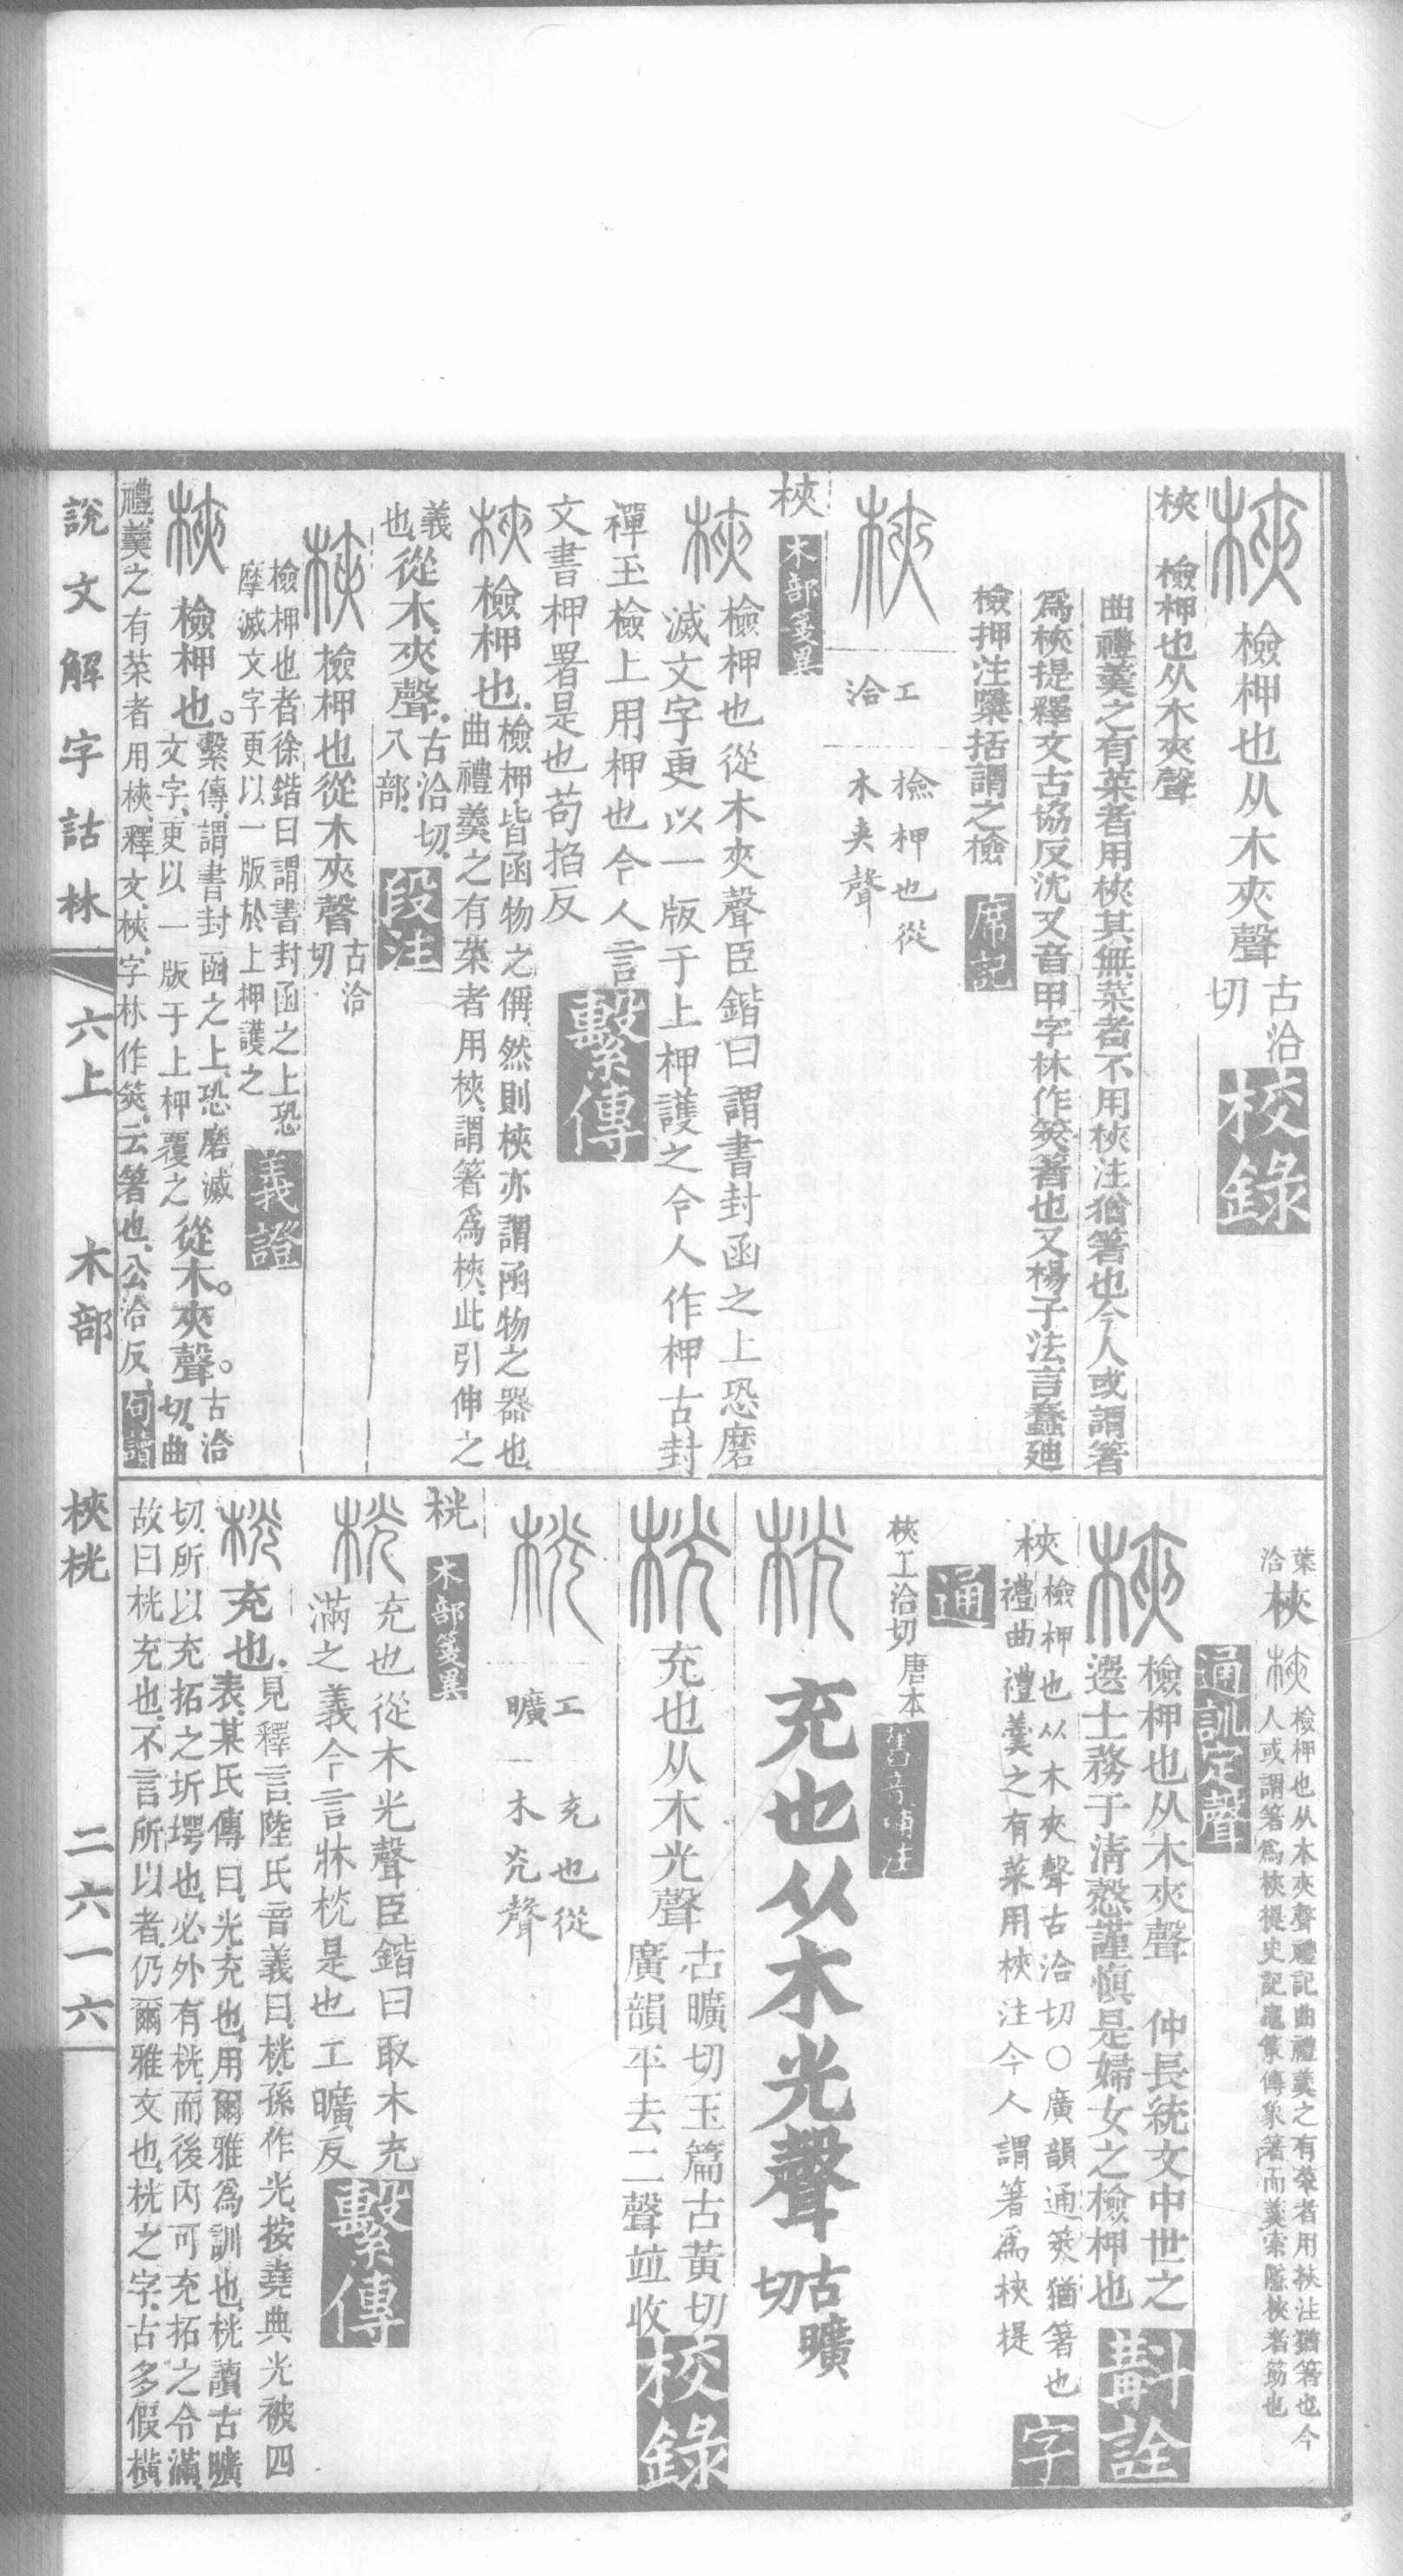 梜 檢柙也从木夾聲 古洽切 校錄
梜 檢柙也从木夾聲
曲禮羹之有菜者用梜其無菜者不用梜注猶箸也今人或謂箸
爲梜提釋文古協反沈又音甲字林作筴箸也又楊子法言蠢迪
檢押注檃括謂之檢 席記
梜 工洽 檢柙也從木夾聲
梜 木部箋異
梜 檢柙也從木夾聲臣鍇曰謂書封函之上恐磨
滅文字更以一版于上柙護之今人作柙古封
禪玉檢上用柙也今人言
文書柙署是也苟掐反 繫傳
梜 檢柙也 檢柙皆函物之偁然則梜亦謂函物之器也
曲禮羹之有菜者用梜謂箸爲梜此引伸之
義也 從木夾聲 古洽切八部 段注
梜 檢柙也從木夾聲 古洽切
檢柙也者徐鍇曰謂書封函之上恐
摩滅文字更以一版於上柙護之 義證
梜 檢柙也 繫傳謂書封函之上恐磨滅
文字更以一版于上柙覆之 從木夾聲 古洽切曲
禮羹之有菜者用梜釋文梜字林作筴云箸也公洽反 句讀
葉洽 梜 梜 檢柙也从木夾聲禮記曲禮羹之有菜者用梜注猶箸也今
人或謂箸爲梜提史記龜策傳象箸而羹索隱梜者筯也
通訓定聲
梜 檢柙也从木夾聲 仲長統文中世之
選士務于淸愨謹愼是婦女之檢柙也 斠詮
梜 檢柙也从木夾聲古洽切○廣韻通筴猶箸也
禮曲禮羹之有菜用梜注今人謂箸爲梜提 字通
梜工洽切 唐本
桄 充也从木光聲 古曠切
桄 充也从木光聲 古曠切玉篇古黃切
廣韻平去二聲竝收 校錄
桄 工曠 充也從木炗聲
桄 木部箋異
桄 充也從木光聲臣鍇曰取木充
滿之義今言牀桄是也工曠反 繫傳
桄 充也 見釋言陸氏音義曰桄孫作光按堯典光被四
表某氏傳曰光充也用爾雅爲訓也桄讀古曠
切所以充拓之圻堮也必外有桄而後內可充拓之令滿
故曰桄充也不言所以者仍爾雅文也桄之字古多假橫
說文解字詁林 六上 木部 梜桄 二六一六